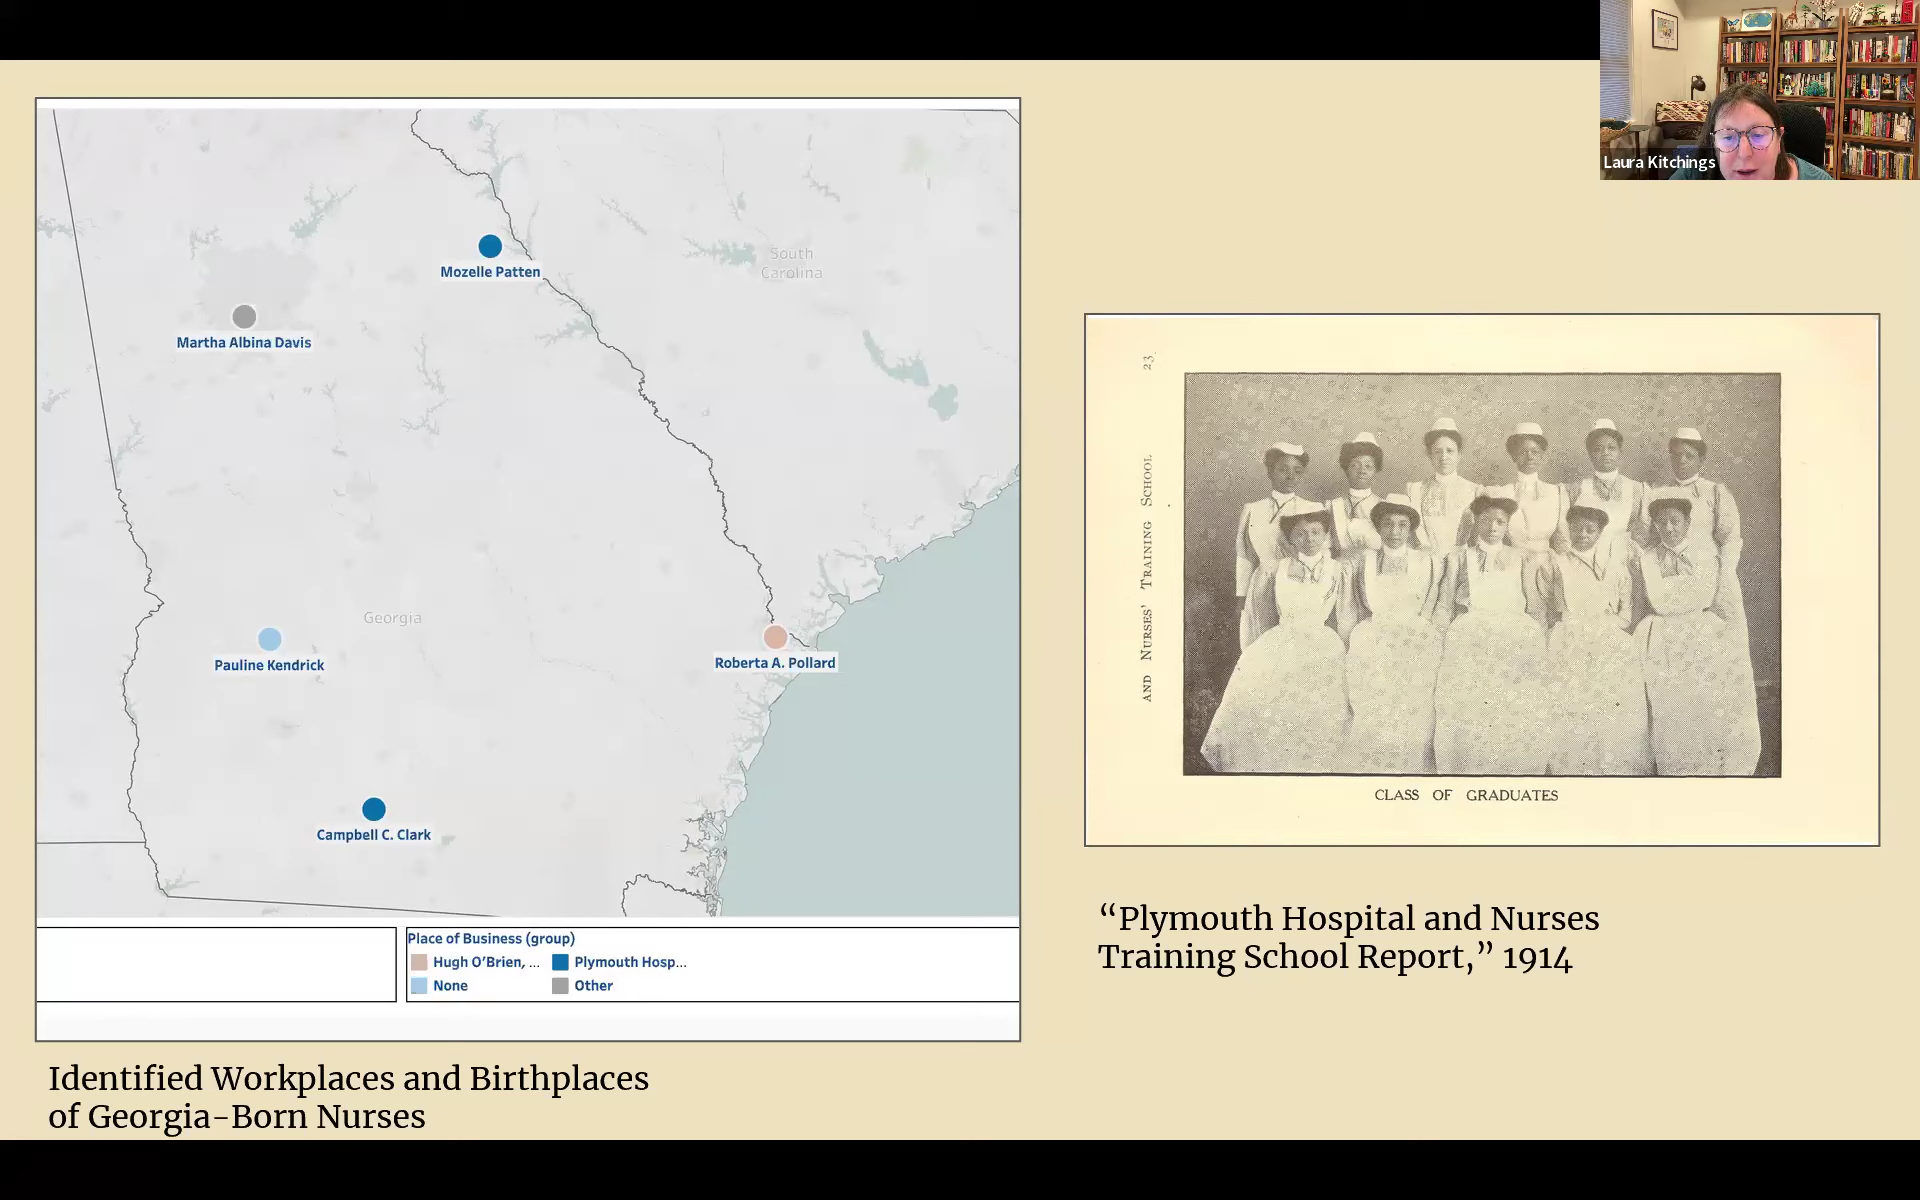 Laura Kitchings
South
Carolina
Mozelle Patten
Martha Albina Davis
Georgia
Pauline Kendrick
Roberta A. Pollard
Campbell C. Clark
Place of Business (group)
Hugh O’Brien, ...
Plymouth Hosp...
None
Other
Identified Workplaces and Birthplaces
of Georgia-Born Nurses
23
AND NURSES' TRAINING SCHOOL
CLASS OF GRADUATES
“Plymouth Hospital and Nurses
Training School Report,” 1914